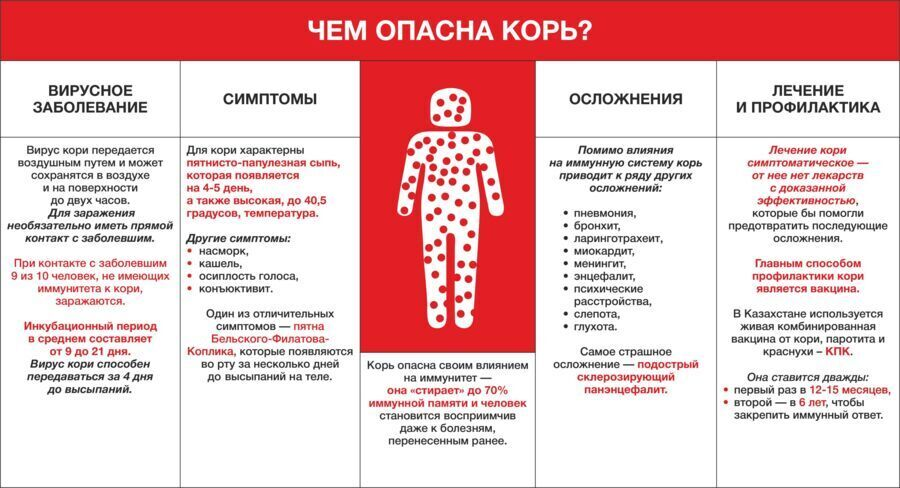 ЧЕМ ОПАСНА КОРЬ?
ВИРУСНОЕ
ЗАБОЛЕВАНИЕ
Вирус кори передается
воздушным путем и может
сохранятся в воздухе
и на поверхности
до двух часов.
Для заражения
необязательно иметь прямой
контакт с заболевшим.
При контакте с заболевшим
9 из 10 человек, не имеющих
иммунитета к кори,
заражаются.
Инкубационный период
в среднем составляет
от 9 до 21 дня.
Вирус кори способен
передаваться за 4 дня
до высыпаний.
СИМПТОМЫ
Для кори характерны
пятнисто-папулезная сыпь,
которая появляется
на 4-5 день,
а также высокая, до 40,5
градусов, температура.
Другие симптомы:
• насморк,
• кашель,
• осиплость голоса,
• конъюктивит.
Один из отличительных
симптомов — пятна
Бельского-Филатова-
Коплика, которые появляются
во рту за несколько дней
до высыпаний на теле.
Корь опасна своим влиянием
на иммунитет —
она «стирает» до 70%
иммунной памяти и человек
становится восприимчив
даже к болезням,
перенесенным ранее.
ОСЛОЖНЕНИЯ
Помимо влияния
на иммунную систему корь
приводит к ряду других
осложнений:
• пневмония,
• бронхит,
• ларинготрахеит,
• миокардит,
• менингит,
• энцефалит,
• психические
расстройства,
• слепота,
• глухота.
Самое страшное
осложнение — подострый
склерозирующий
панэнцефалит.
ЛЕЧЕНИЕ
И ПРОФИЛАКТИКА
Лечение кори
симптоматическое —
от нее нет лекарств
с доказанной
эффективностью,
которые бы помогли
предотвратить последующие
осложнения.
Главным способом
профилактики кори
является вакцина.
В Казахстане используется
живая комбинированная
вакцина от кори, паротита и
краснухи – КПК.
Она ставится дважды:
• первый раз в 12-15 месяцев,
• второй — в 6 лет, чтобы
закрепить иммунный ответ.